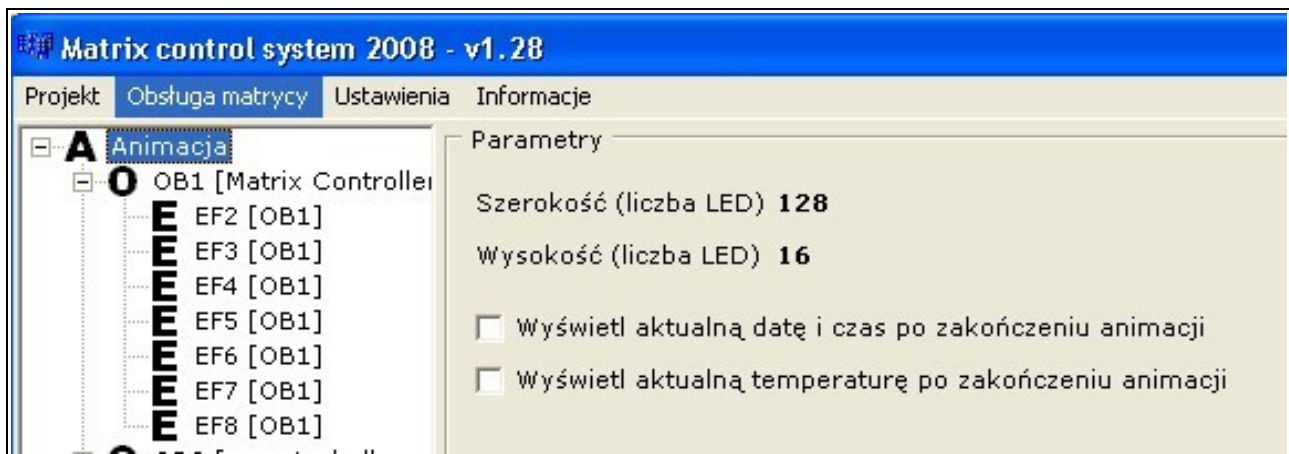 Matrix control system 2008 - v1.28
Projekt Obsługa matrycy Ustawienia Informacje
A Animacja
O OB1 [Matrix Controller
E EF2 [OB1]
E EF3 [OB1]
E EF4 [OB1]
E EF5 [OB1]
E EF6 [OB1]
E EF7 [OB1]
E EF8 [OB1]
Parametry
Szerokość (liczba LED) 128
Wysokość (liczba LED) 16
Wyświetl aktualną datę i czas po zakończeniu animacji
Wyświetl aktualną temperaturę po zakończeniu animacji